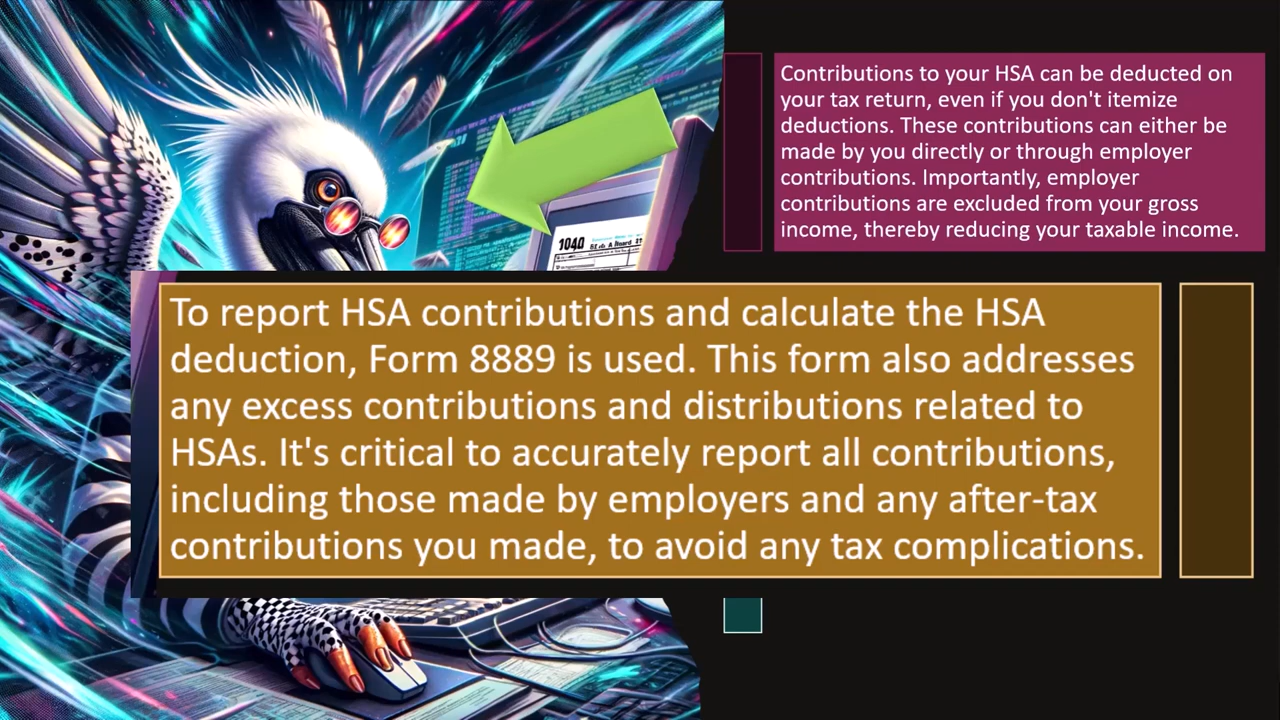 Contributions to your HSA can be deducted on
your tax return, even if you don't itemize
deductions. These contributions can either be
made by you directly or through employer
contributions. Importantly, employer
contributions are excluded from your gross
income, thereby reducing your taxable income.
1040
To report HSA contributions and calculate the HSA
deduction, Form 8889 is used. This form also addresses
any excess contributions and distributions related to
HSAs. It's critical to accurately report all contributions,
including those made by employers and any after-tax
contributions you made, to avoid any tax complications.